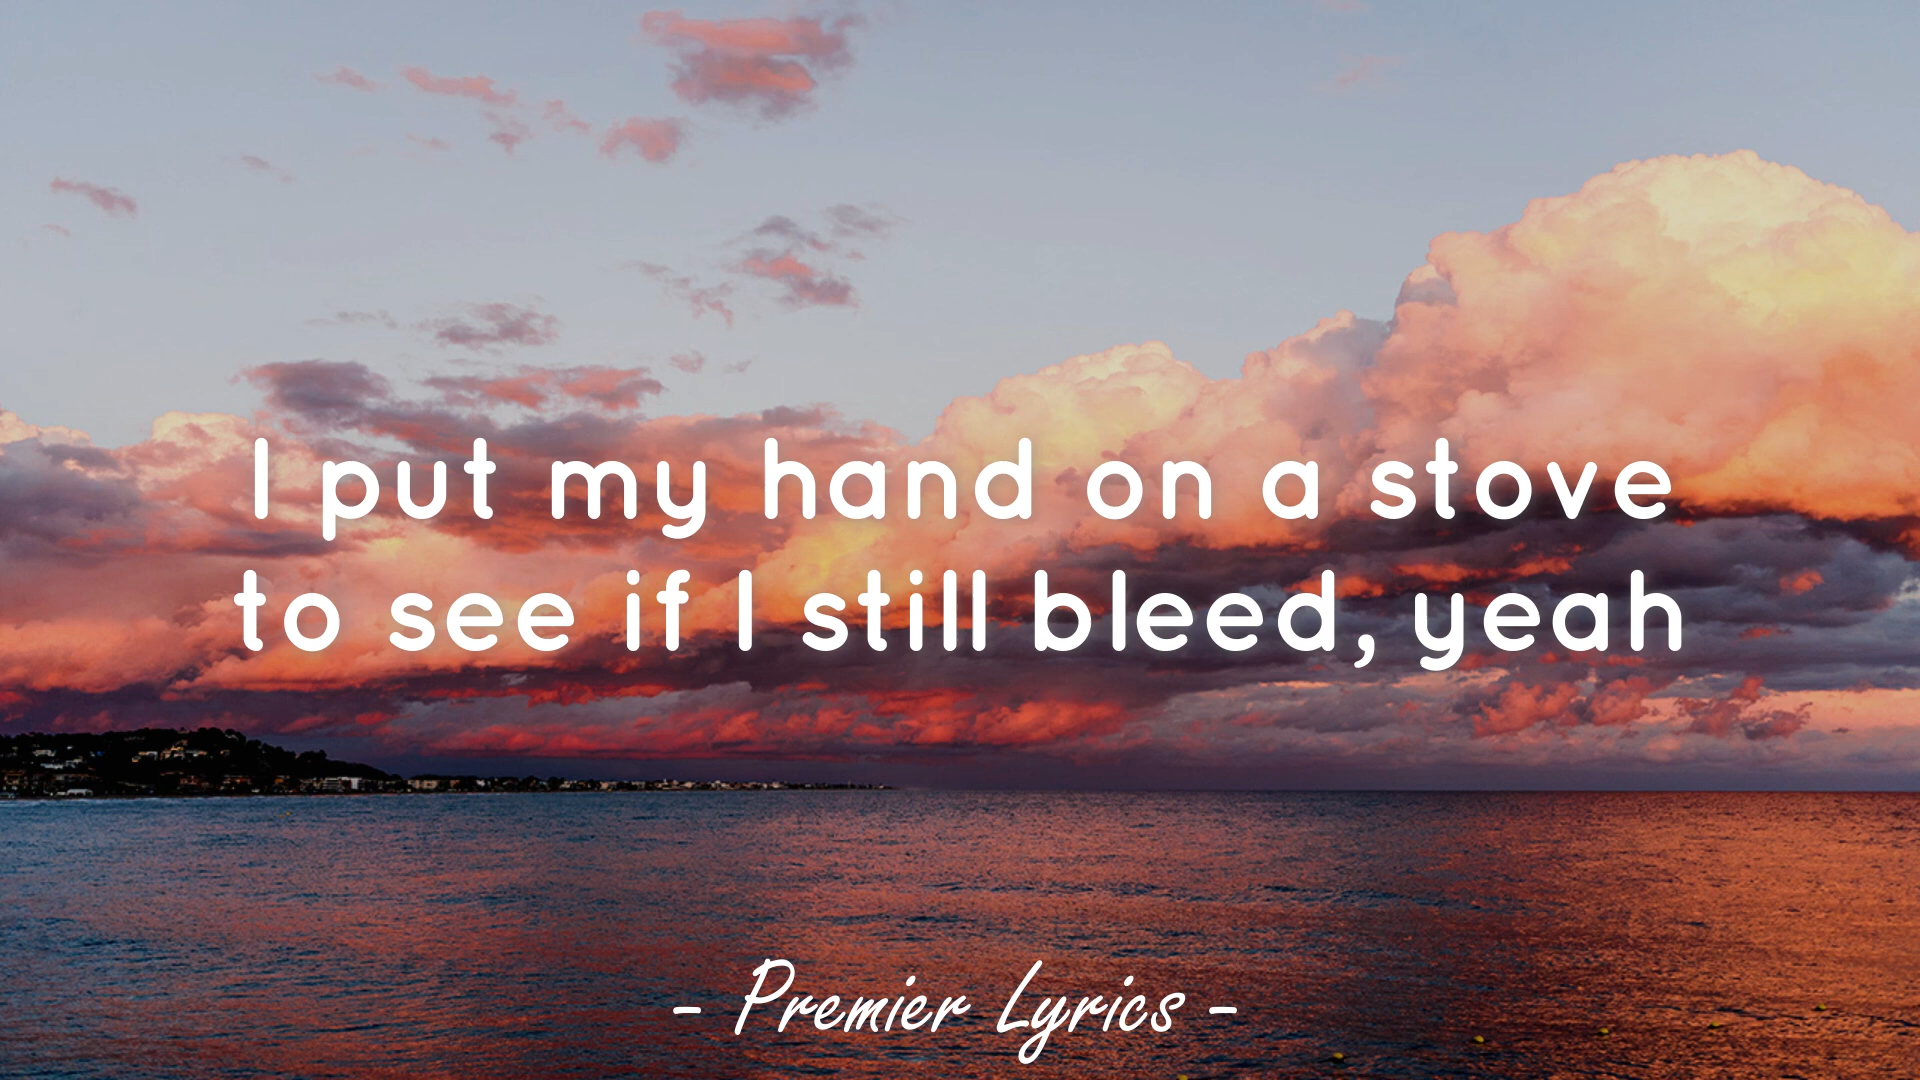 I put my hand on a stove
to see if I still bleed, yeah
- Premier Lyrics -